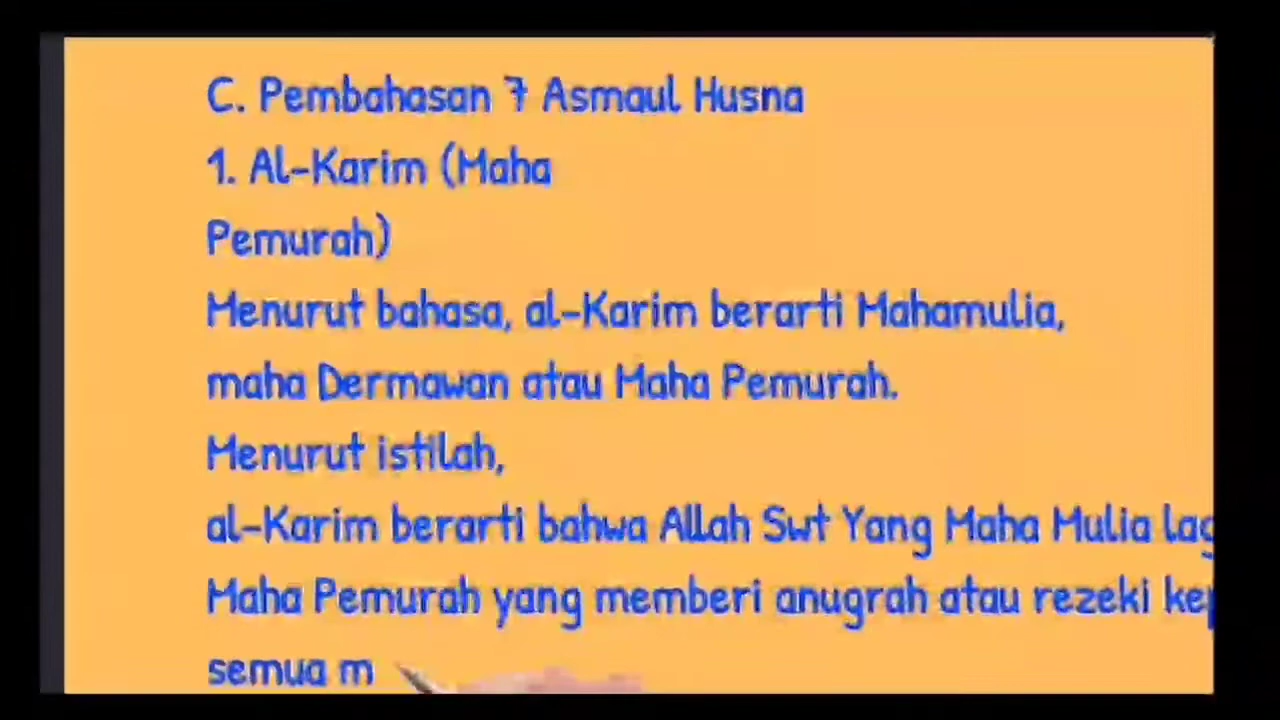 C. Pembahasan 7 Asmaul Husna
1. Al-Karim (Maha
Pemurah)
Menurut bahasa, al-Karim berarti Mahamulia,
maha Dermawan atau Maha Pemurah.
Menurut istilah,
al-Karim berarti bahwa Allah Swt Yang Maha Mulia
Maha Pemurah yang memberi anugrah atau rezeki
semua m